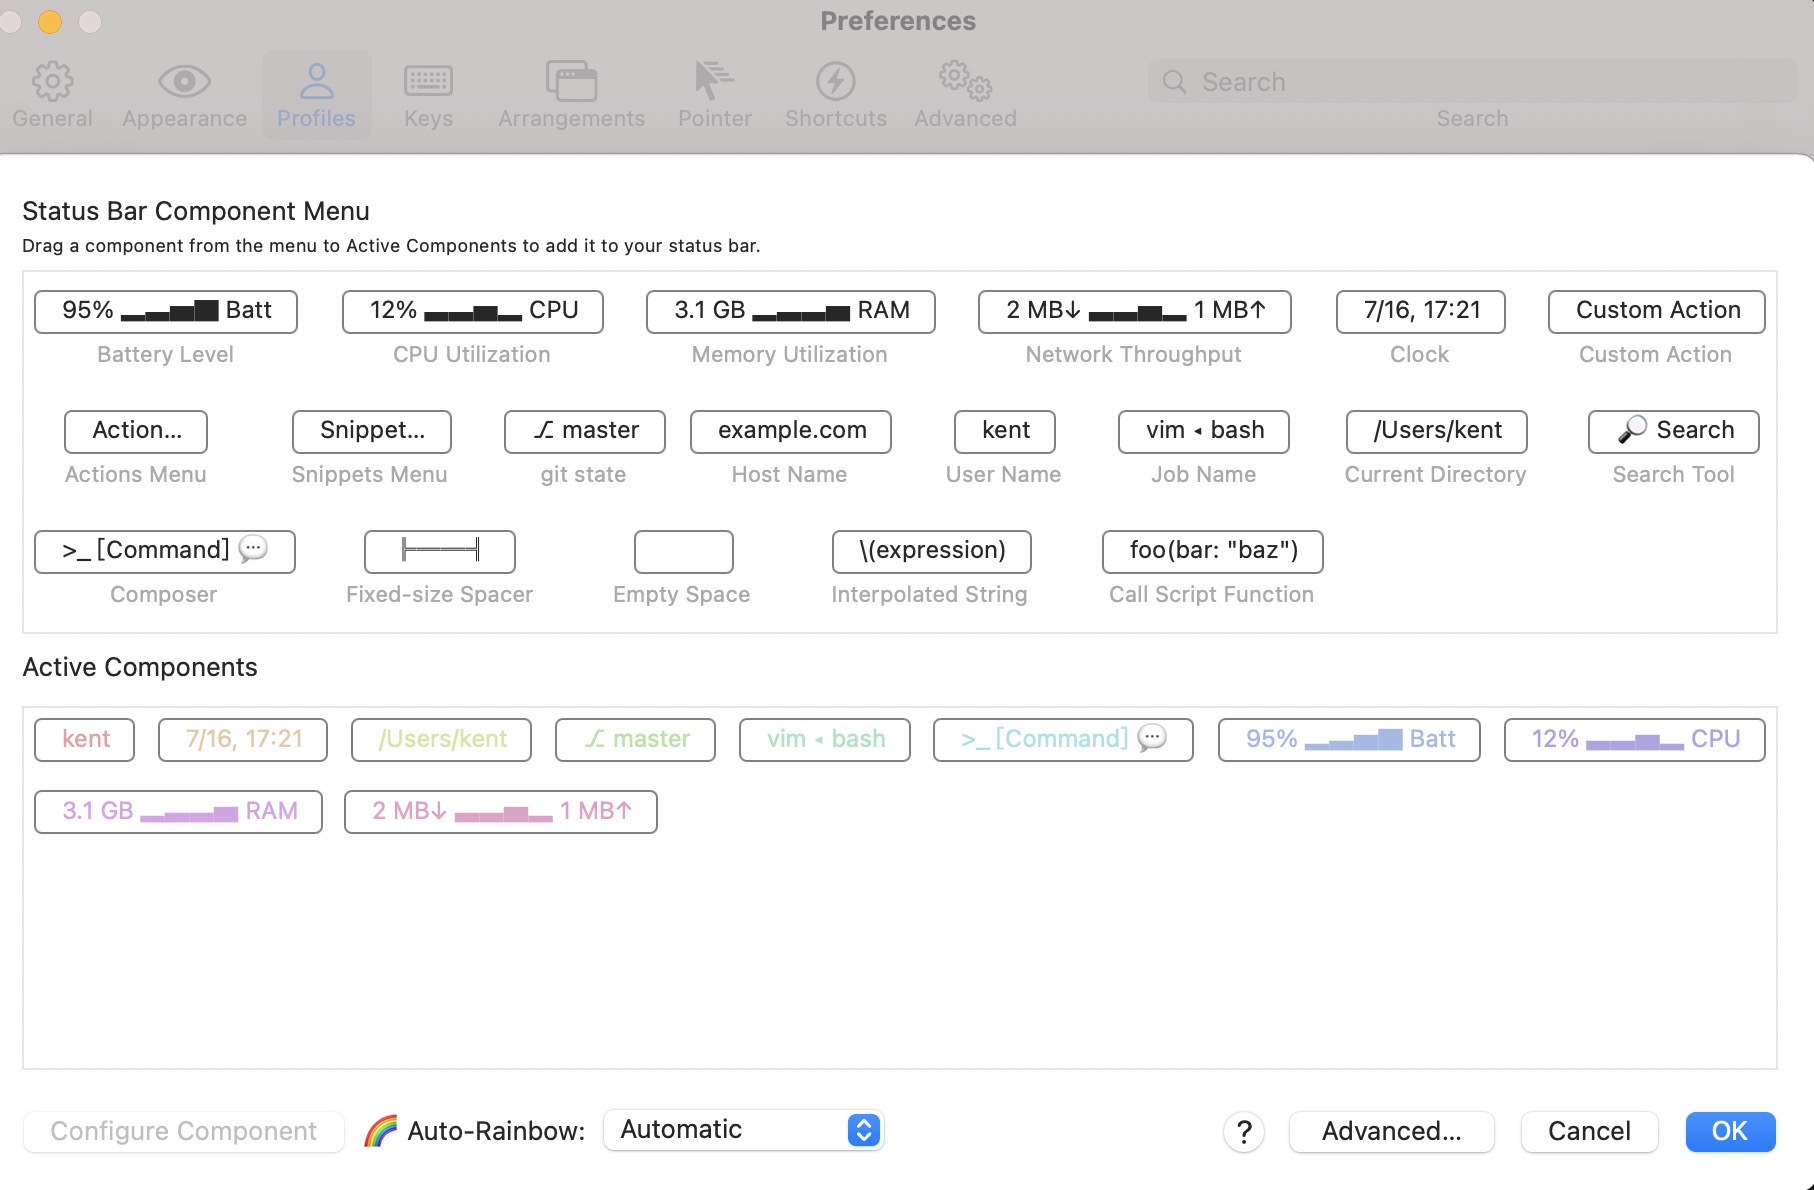 Preferences
General Appearance Profiles Keys Arrangements Pointer Shortcuts Advanced Search
Search
Status Bar Component Menu
Drag a component from the menu to Active Components to add it to your status bar.
95% Batt 12% CPU 3.1 GB RAM 2 MB↓ 1 MB↑ 7/16, 17:21 Custom Action
Battery Level CPU Utilization Memory Utilization Network Throughput Clock Custom Action
Action... Snippet... ⎇ master example.com kent vim ◂ bash /Users/kent 🔎 Search
Actions Menu Snippets Menu git state Host Name User Name Job Name Current Directory Search Tool
>_ [Command] 💬 ╞═══╡ \(expression) foo(bar: "baz")
Composer Fixed-size Spacer Empty Space Interpolated String Call Script Function
Active Components
kent 7/16, 17:21 /Users/kent ⎇ master vim ◂ bash >_ [Command] 💬 95% Batt 12% CPU
3.1 GB RAM 2 MB↓ 1 MB↑
Configure Component 🌈 Auto-Rainbow: Automatic ? Advanced... Cancel OK